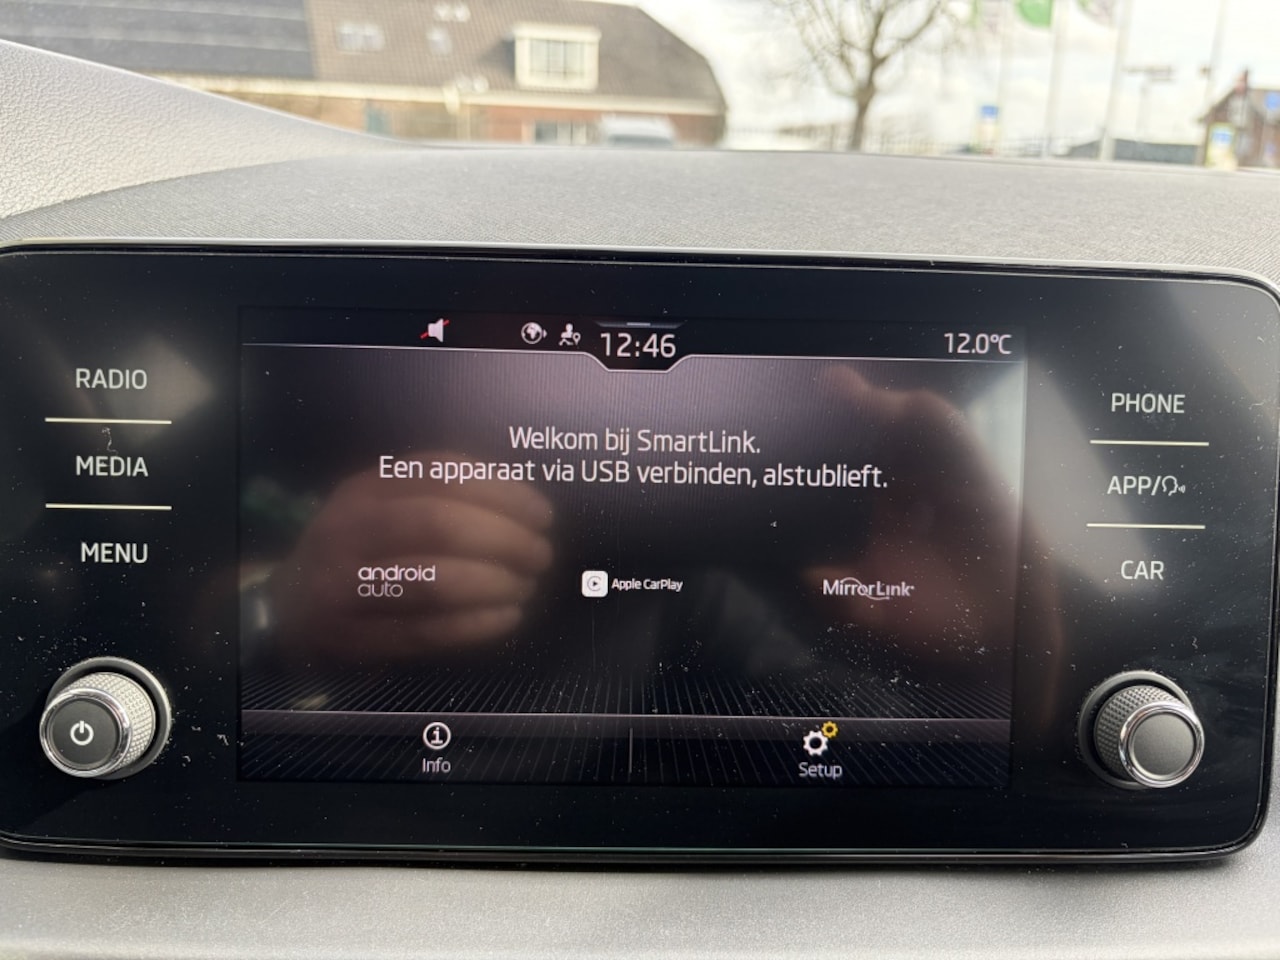 12:46
12.0°C
RADIO
MEDIA
MENU
Welkom bij SmartLink.
Een apparaat via USB verbinden, alstublieft.
android
auto
Apple CarPlay
MirrorLink
Info
Setup
PHONE
APP/
CAR